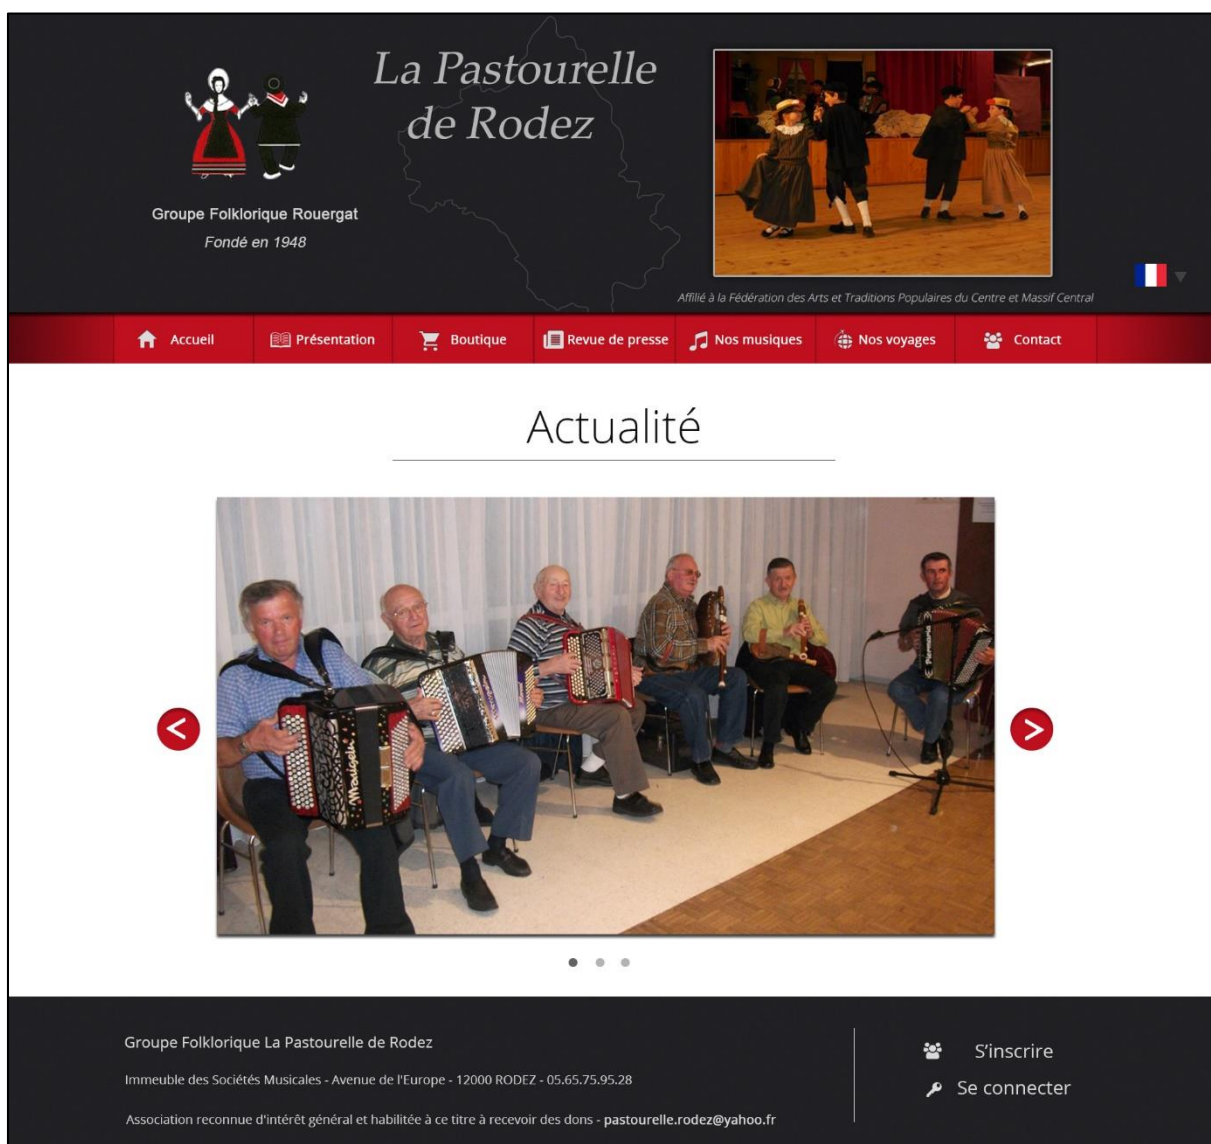 La Pastourelle
de Rodez
Groupe Folklorique Rouergat
Fondé en 1948
Affilié à la Fédération des Arts et Traditions Populaires du Centre et Massif Central
Accueil Présentation Boutique Revue de presse Nos musiques Nos voyages Contact
Actualité
Maugein
Piermaria
< >
Groupe Folklorique La Pastourelle de Rodez
Immeuble des Sociétés Musicales - Avenue de l'Europe - 12000 RODEZ - 05.65.75.95.28
Association reconnue d'intérêt général et habilitée à ce titre à recevoir des dons - pastourelle.rodez@yahoo.fr
S'inscrire
Se connecter